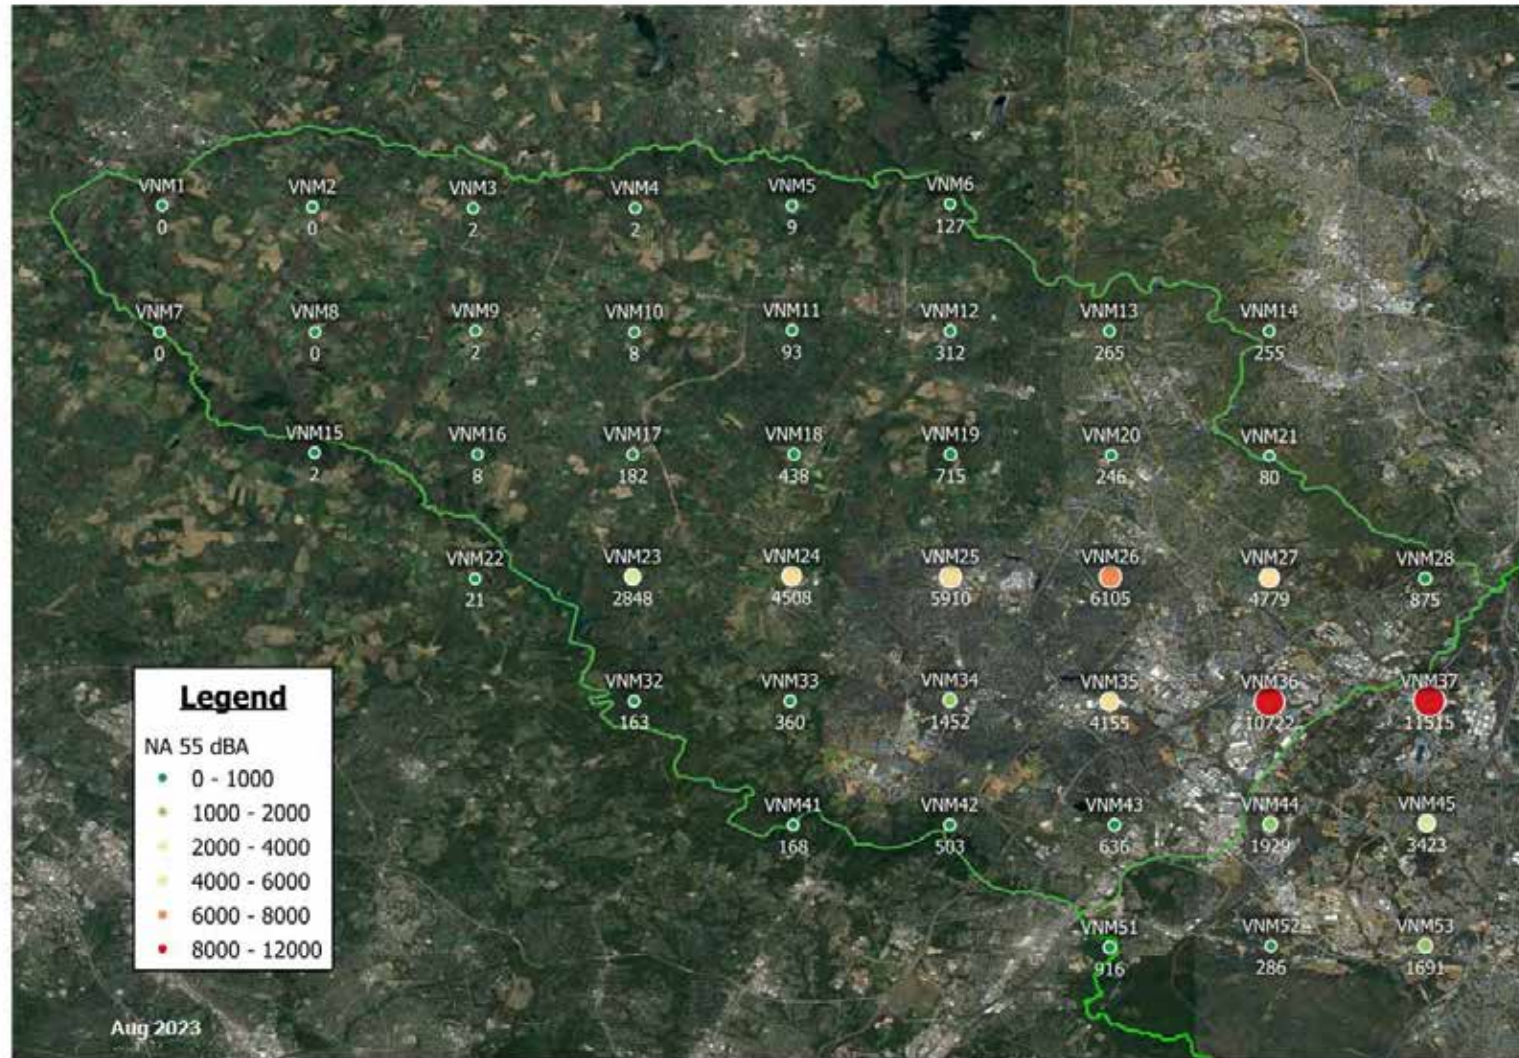 VNM1 VNM2 VNM3 VNM4 VNM5 VNM6
0 0 2 2 9 127
VNM7 VNM8 VNM9 VNM10 VNM11 VNM12 VNM13 VNM14
0 0 2 8 93 312 265 255
VNM15 VNM16 VNM17 VNM18 VNM19 VNM20 VNM21
2 8 182 438 715 246 80
VNM22 VNM23 VNM24 VNM25 VNM26 VNM27 VNM28
21 2848 4508 5910 6105 4779 875
VNM32 VNM33 VNM34 VNM35 VNM36 VNM37
163 360 1452 4155 10722 11515
VNM41 VNM42 VNM43 VNM44 VNM45
168 503 636 1929 3423
VNM51 VNM52 VNM53
916 286 1691
Legend
NA 55 dBA
0 - 1000
1000 - 2000
2000 - 4000
4000 - 6000
6000 - 8000
8000 - 12000
Aug 2023